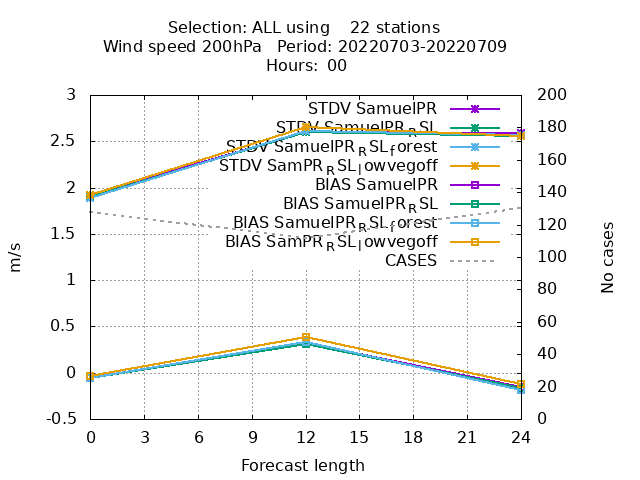 Selection: ALL using 22 stations
Wind speed 200hPa Period: 20220703-20220709
Hours: 00
3
2.5
2
1.5
1
0.5
0
-0.5
m/s
200
180
160
140
120
100
80
60
40
20
0
No cases
STDV SamuelPR
STDV SamuelPR_RSL
STDV SamuelPR_RSL_forest
STDV SamPR_RSL_lowvegoff
BIAS SamuelPR
BIAS SamuelPR_RSL
BIAS SamuelPR_RSL_forest
BIAS SamPR_RSL_lowvegoff
CASES
0 3 6 9 12 15 18 21 24
Forecast length